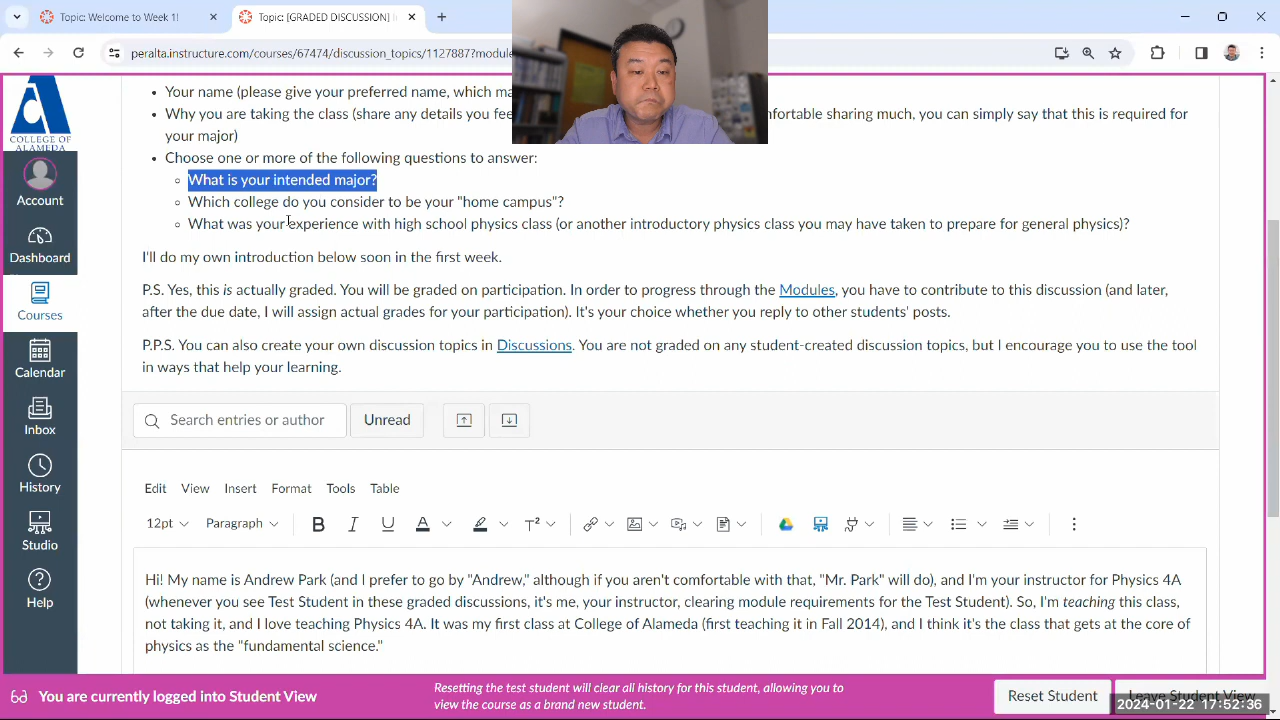 Topic: Introduce
Topic: Introduce
peralta.instructure.com/courses/67474/discussion_topics/1127887?modul
Your name (please give your preferred name, which ma
Why you are taking the class (share any details you fee
mfortable sharing much, you can simply say that this is required for
your major)
Choose one or more of the following questions to answer:
What is your intended major?
Which college do you consider to be your "home campus"?
What was your experience with high school physics class (or another introductory physics class you may have taken to prepare for general physics)?
I'll do my own introduction below soon in the first week.
P.S. Yes, this is actually graded. You will be graded on participation. In order to progress through the Modules, you have to contribute to this discussion (and later,
after the due date, I will assign actual grades for your participation). It's your choice whether you reply to other students' posts.
P.P.S. You can also create your own discussion topics in Discussions. You are not graded on any student-created discussion topics, but I encourage you to use the tool
in ways that help your learning.
COLLEGE OF
ALAMEDA
Account
Dashboard
Courses
Calendar
Inbox
History
Studio
Help
Search entries or author
Unread
Edit View Insert Format Tools Table
12pt Paragraph B I U A T²
Hi! My name is Andrew Park (and I prefer to go by "Andrew," although if you aren't comfortable with that, "Mr. Park" will do), and I'm your instructor for Physics 4A
(whenever you see Test Student in these graded discussions, it's me, your instructor, clearing module requirements for the Test Student). So, I'm teaching this class,
not taking it, and I love teaching Physics 4A. It was my first class at College of Alameda (first teaching it in Fall 2014), and I think it's the class that gets at the core of
physics as the "fundamental science."
You are currently logged into Student View
Resetting the test student will clear all history for this student, allowing you to
view the course as a brand new student.
Reset Student
Leave Student View
2024-01-22 17:52:36